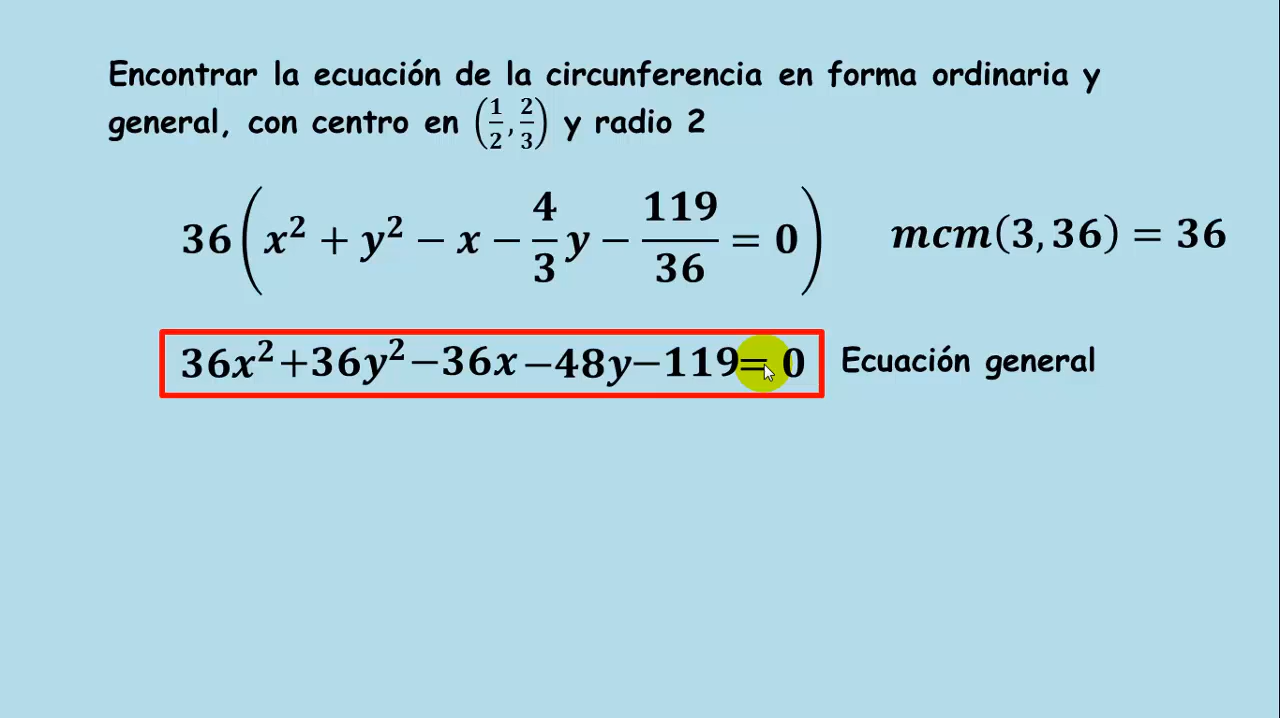 Encontrar la ecuación de la circunferencia en forma ordinaria y
general, con centro en (1/2, 2/3) y radio 2
36(x² + y² − x − 4/3 y − 119/36 = 0) mcm(3, 36) = 36
36x² + 36y² − 36x − 48y − 119 = 0 Ecuación general